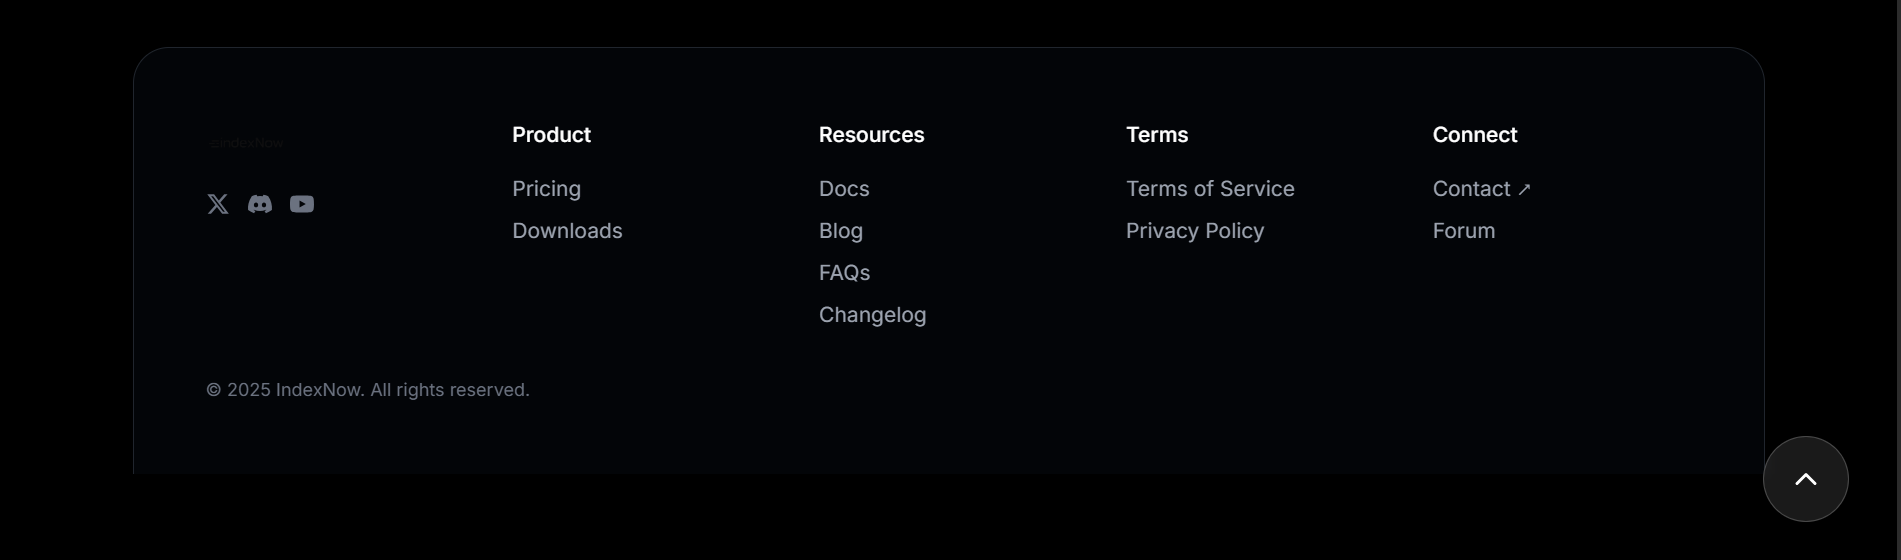 IndexNow
Product
Pricing
Downloads
Resources
Docs
Blog
FAQs
Changelog
Terms
Terms of Service
Privacy Policy
Connect
Contact ↗
Forum
© 2025 IndexNow. All rights reserved.